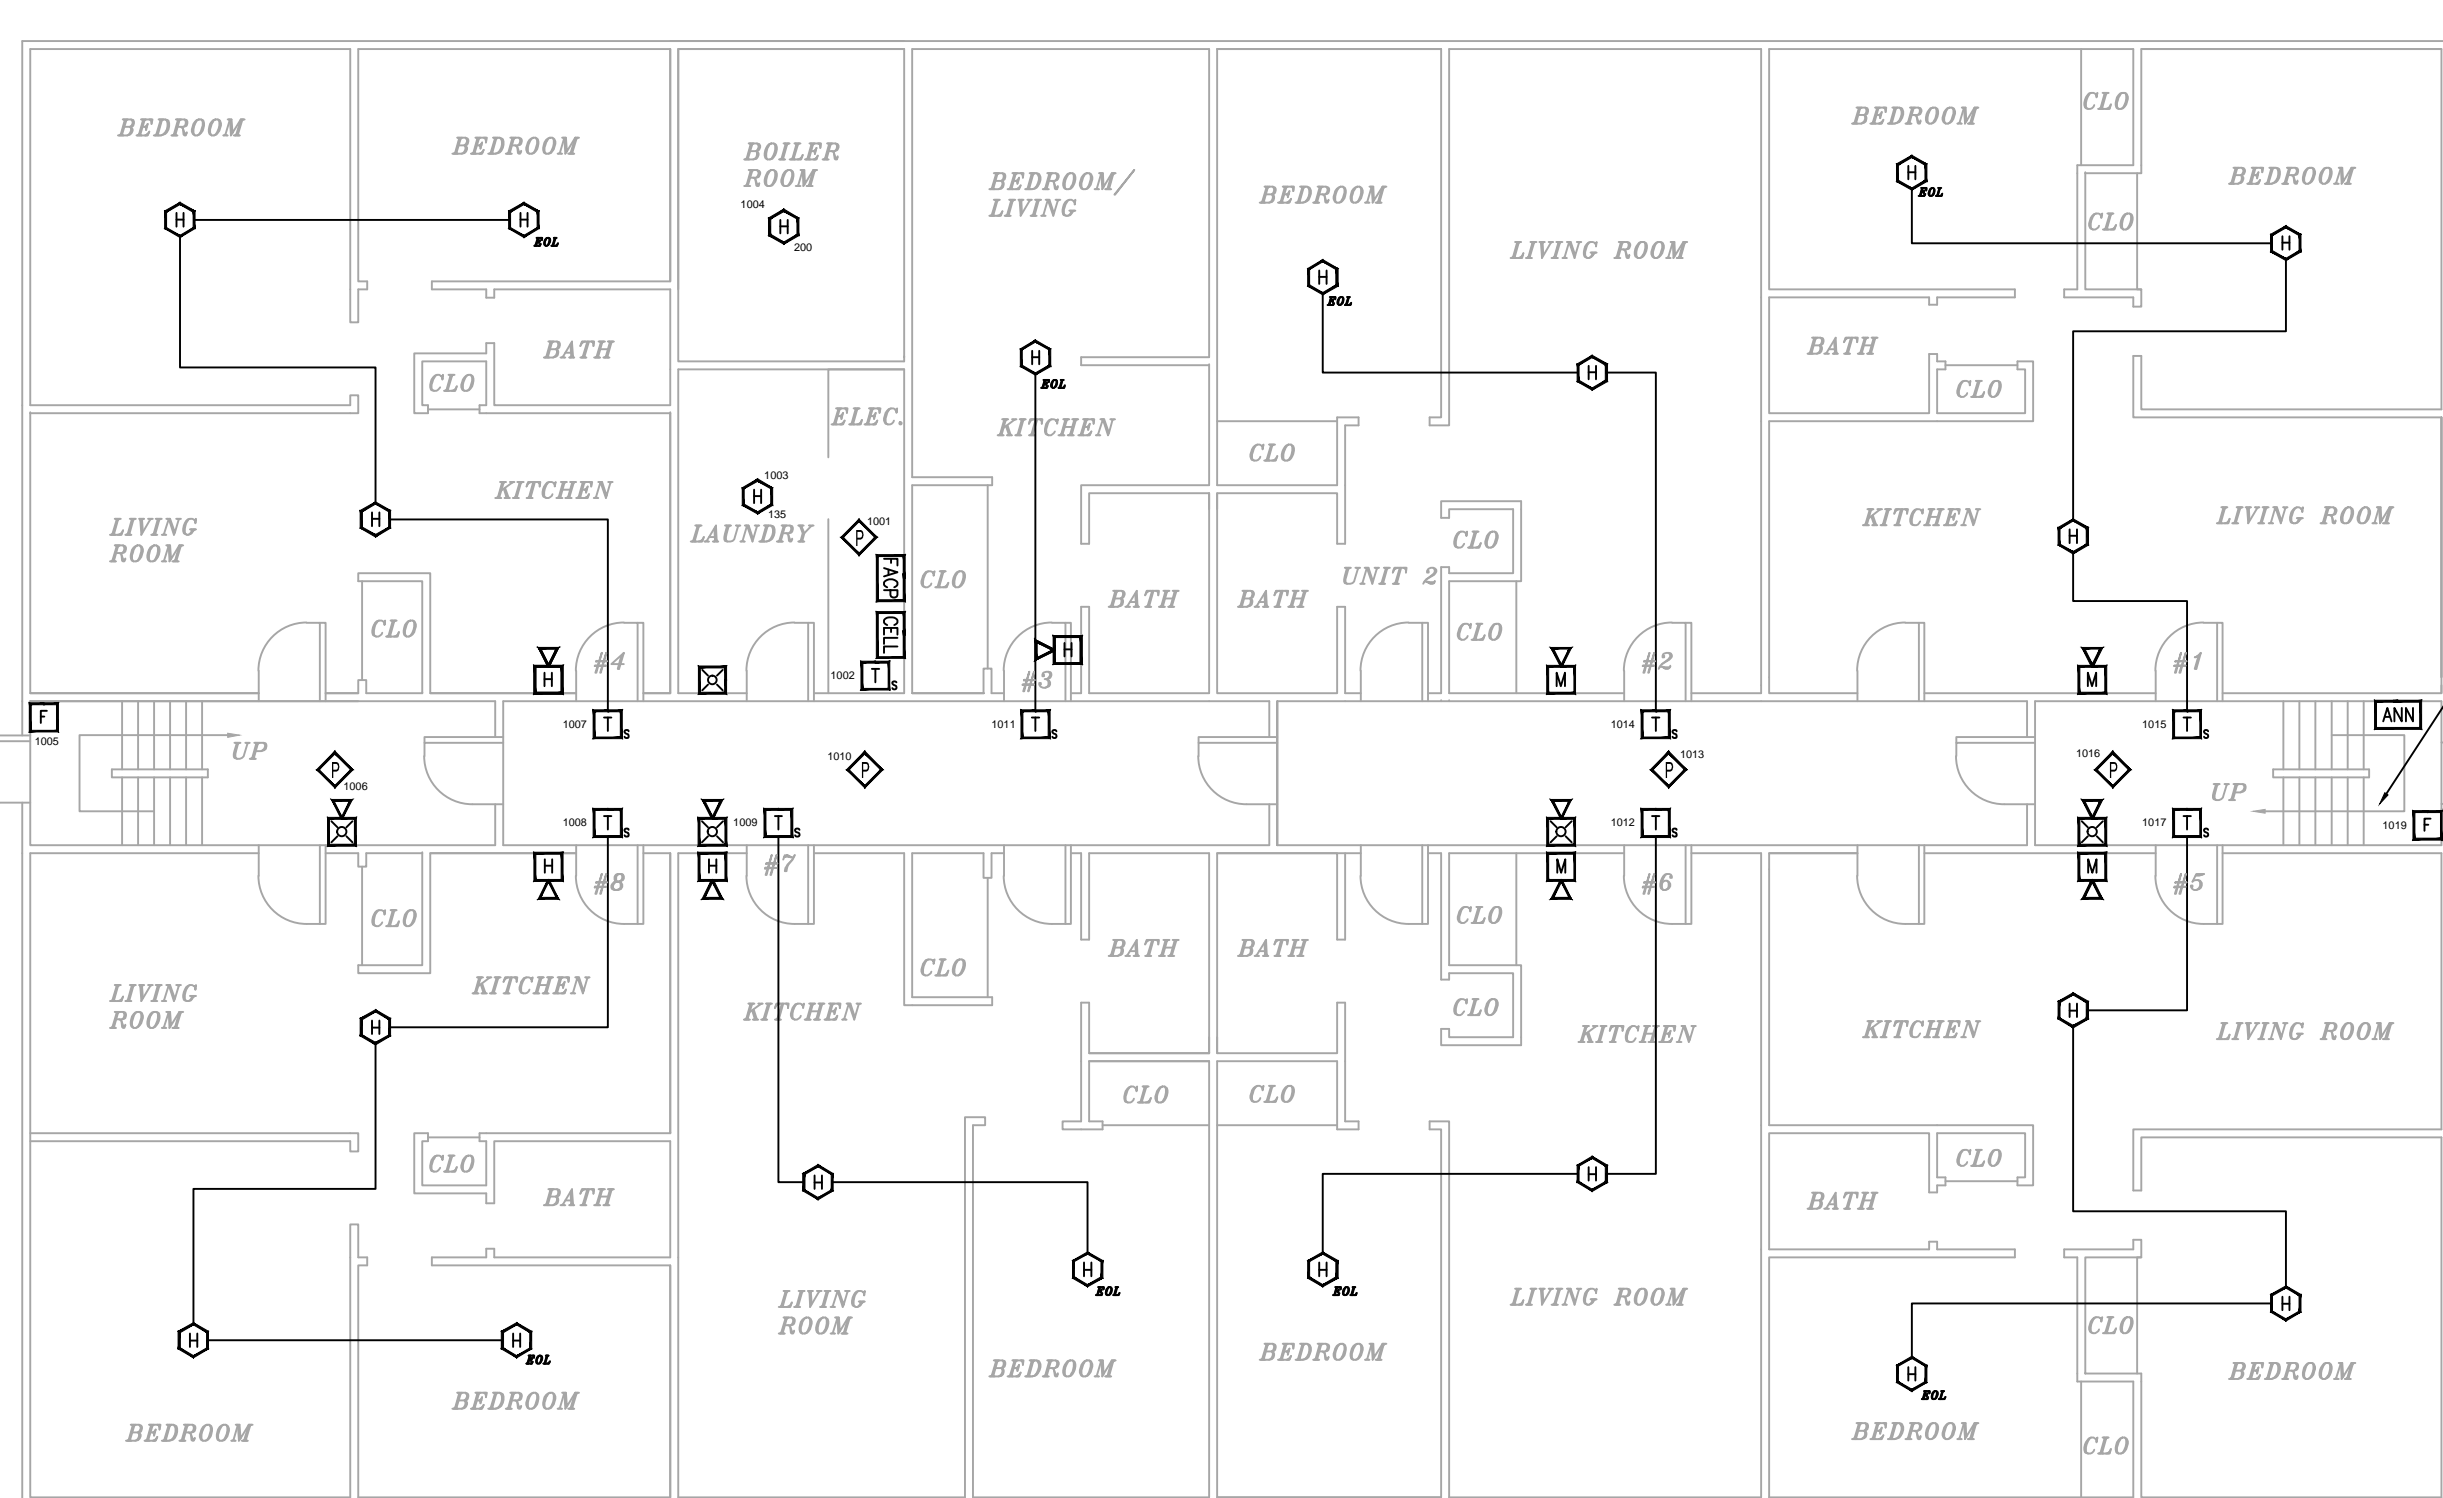 CLO
BEDROOM
BEDROOM
BEDROOM
BOILER
ROOM
BEDROOM/
LIVING
BEDROOM
BEDROOM
H
EOL
1004
H
200
H
H
EOL
CLO
H
LIVING ROOM
H
EOL
BATH
BATH
H
EOL
H
CLO
CLO
ELEC.
KITCHEN
CLO
1003
H
135
KITCHEN
H
LIVING
ROOM
LAUNDRY
1001
P
FACP
CLO
CLO
UNIT 2
KITCHEN
H
LIVING ROOM
BATH
BATH
CLO
CELL
CLO
H
#4
1002
T
S
H
#3
M
#2
M
#1
F
1005
UP
1007
T
S
1011
T
S
1014
T
S
1015
T
S
ANN
P
1006
1010
P
P
1013
1016
P
UP
1008
T
S
1009
T
S
1012
T
S
1017
T
S
1019
F
H
#8
H
#7
M
#6
M
#5
CLO
CLO
BATH
BATH
CLO
LIVING
ROOM
KITCHEN
H
KITCHEN
CLO
KITCHEN
KITCHEN
H
LIVING ROOM
CLO
CLO
CLO
BATH
H
H
CLO
BATH
H
EOL
H
EOL
LIVING
ROOM
LIVING ROOM
H
CLO
H
H
EOL
BEDROOM
BEDROOM
H
EOL
BEDROOM
BEDROOM
BEDROOM
BEDROOM
CLO